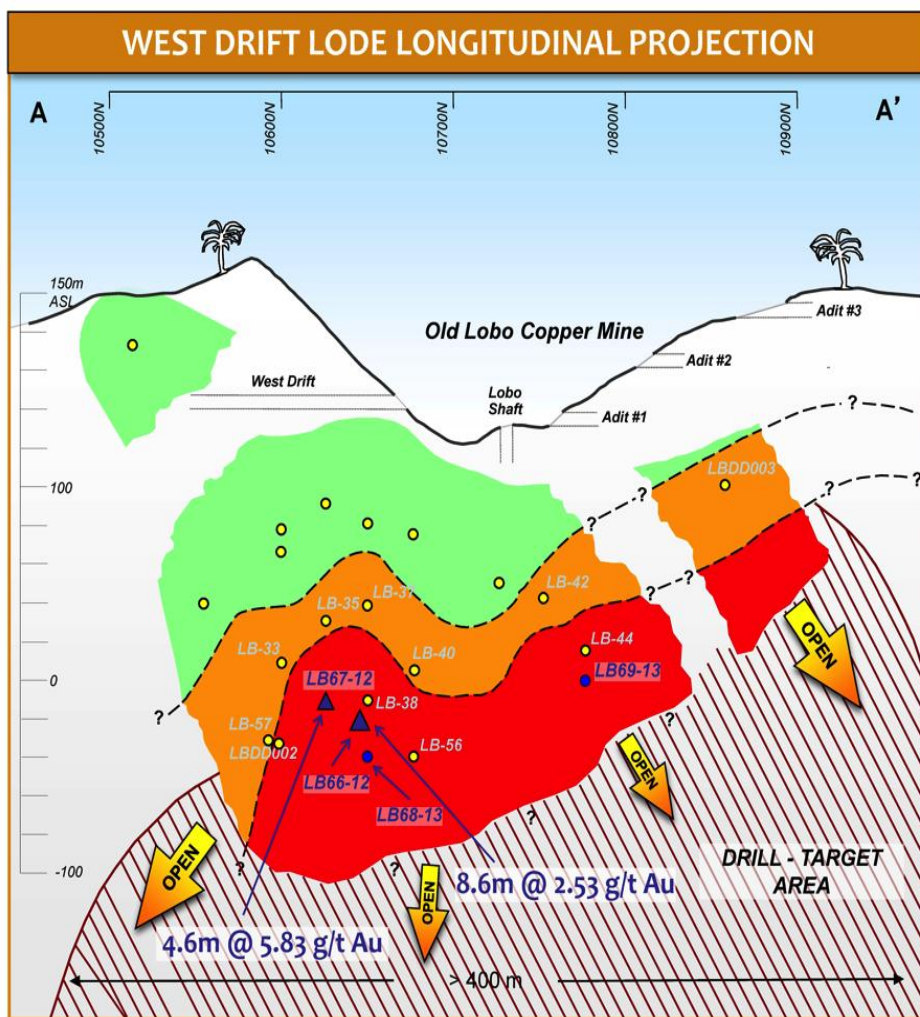 WEST DRIFT LODE LONGITUDINAL PROJECTION
A
A'
10500N
10600N
10700N
10800N
10900N
150m
ASL
Old Lobo Copper Mine
Adit #3
Adit #2
West Drift
Lobo
Shaft
Adit #1
?
?
100
LBDD003
?
?
?
LB-37
LB-42
?
?
LB-35
LB-33
LB-40
LB-44
0
LB67-12
LB69-13
OPEN
LB-38
?
?
LB-57
LBDD002
LB-56
OPEN
LB66-12
LB68-13
?
OPEN
-100
?
?
OPEN
DRILL - TARGET
AREA
8.6m @ 2.53 g/t Au
4.6m @ 5.83 g/t Au
> 400 m